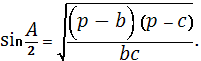 sin A/2 = √((p − b) (p − c)/bc).